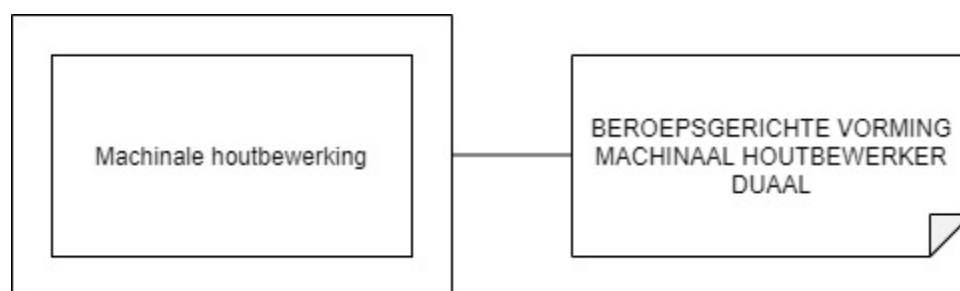 Machinale houtbewerking
BEROEPSGERICHTE VORMING
MACHINAAL HOUTBEWERKER
DUAAL